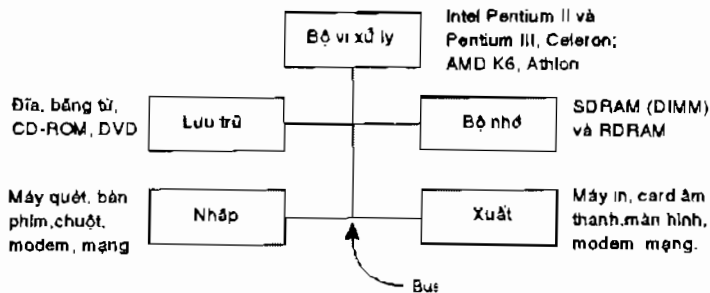 Bộ vi xử lý
Intel Pentium II và
Pentium III, Celeron;
AMD K6, Athlon
Đĩa, băng từ,
CD-ROM, DVD
Lưu trữ
Bộ nhớ
SDRAM (DIMM)
và RDRAM
Máy quét, bàn
phím,chuột,
modem, mạng
Nhập
Xuất
Máy in, card âm
thanh,màn hình,
modem mạng.
Bus